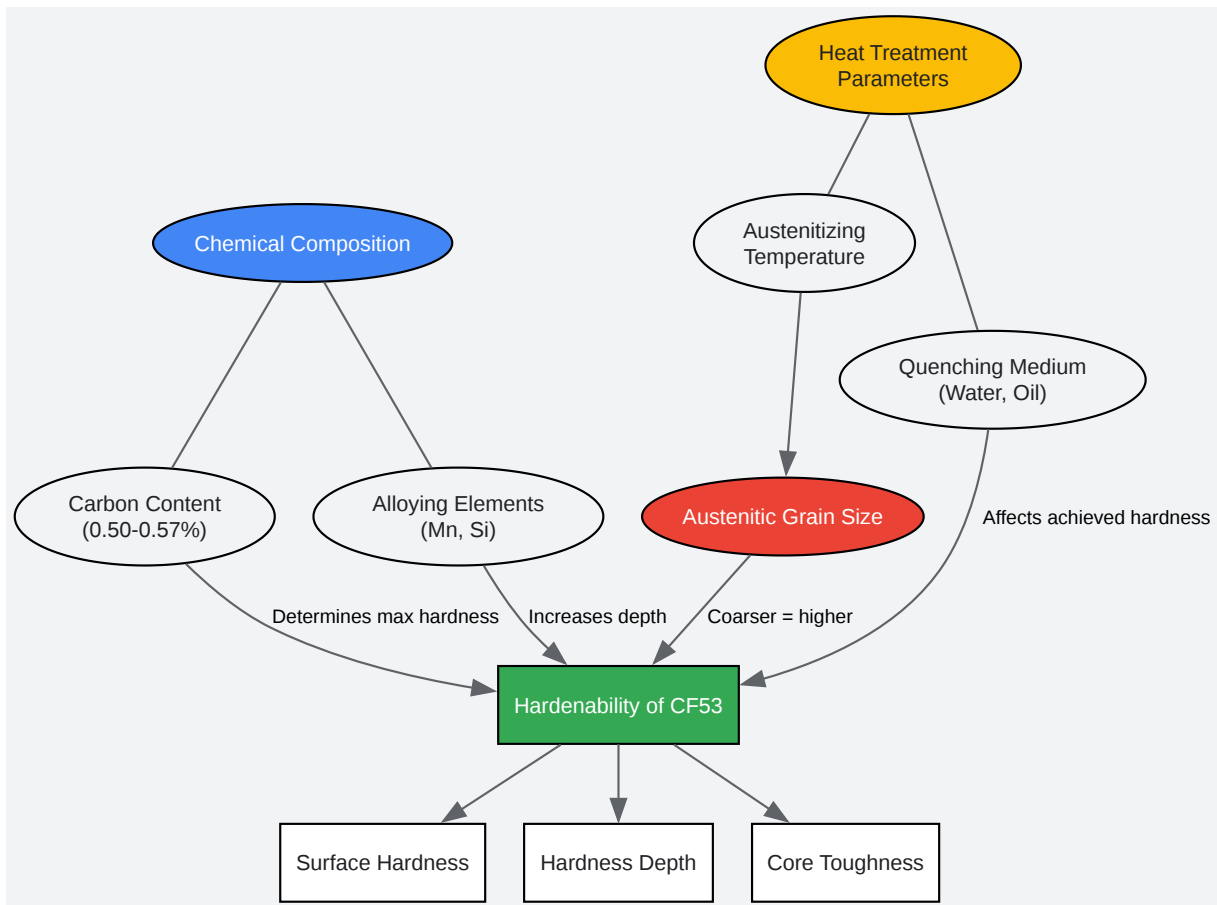 Heat Treatment
Parameters
Chemical Composition
Austenitizing
Temperature
Quenching Medium
(Water, Oil)
Carbon Content
(0.50-0.57%)
Alloying Elements
(Mn, Si)
Austenitic Grain Size
Affects achieved hardness
Determines max hardness
Increases depth
Coarser = higher
Hardenability of CF53
Surface Hardness
Hardness Depth
Core Toughness